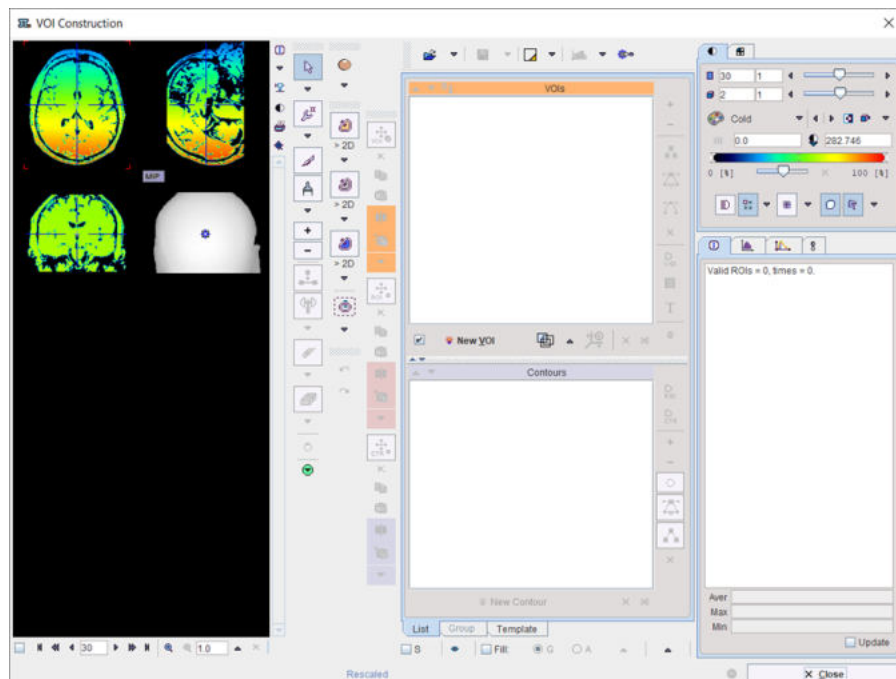 VOI Construction
MIP
> 2D
> 2D
> 2D
VOIs
New VOI
Contours
New Contour
List Group Template
30 1.0
S Fill: G A
Rescaled
30 1
2 1
Cold
0.0 282.746
0 [%] 100 [%]
Valid ROIs = 0, times = 0.
Aver
Max
Min
Update
Close